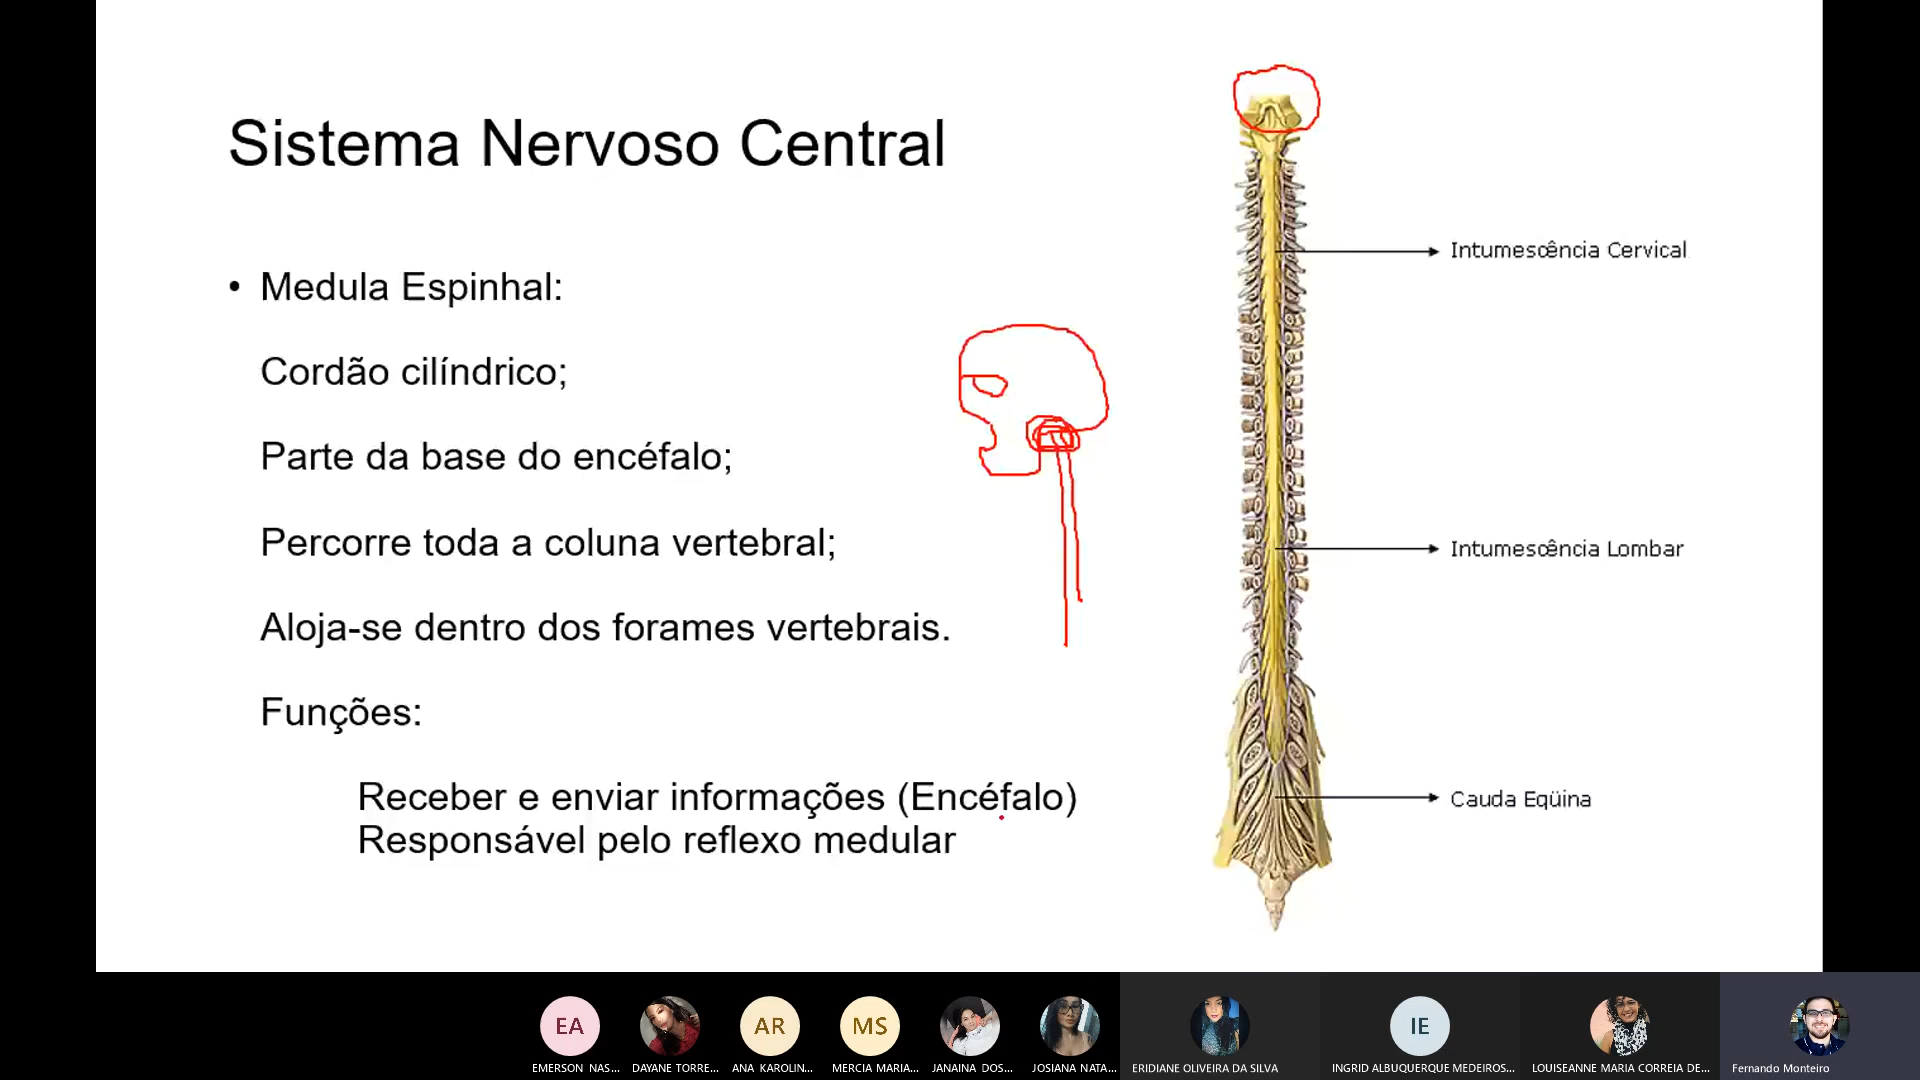 Sistema Nervoso Central
• Medula Espinhal:
Cordão cilíndrico;
Parte da base do encéfalo;
Percorre toda a coluna vertebral;
Aloja-se dentro dos forames vertebrais.
Funções:
Receber e enviar informações (Encéfalo)
Responsável pelo reflexo medular
Intumescência Cervical
Intumescência Lombar
Cauda Eqüina
EA
AR
MS
IE
EMERSON NAS...
DAYANE TORRE...
ANA KAROLIN...
MERCIA MARIA...
JANAINA DOS...
JOSIANA NATA...
ERIDIANE OLIVEIRA DA SILVA
INGRID ALBUQUERQUE MEDEIROS...
LOUISEANNE MARIA CORREIA DE...
Fernando Monteiro